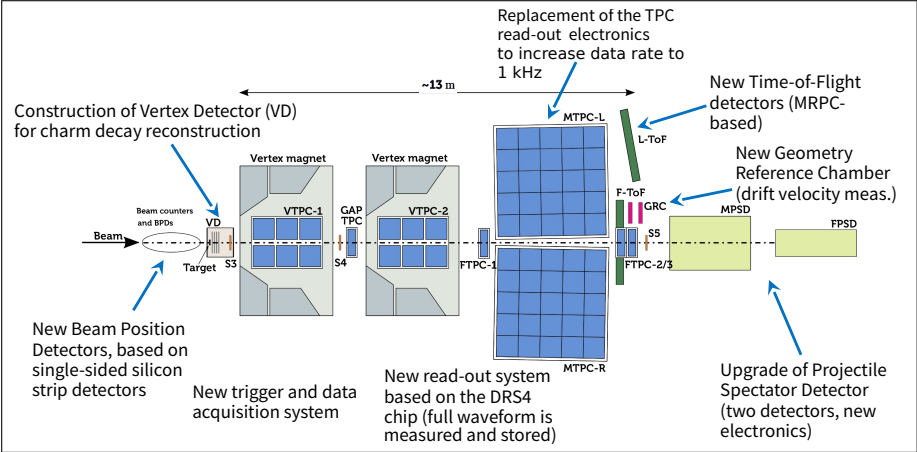 Replacement of the TPC
read-out electronics
to increase data rate to
1 kHz
~13 m
New Time-of-Flight
detectors (MRPC-
based)
Construction of Vertex Detector (VD)
for charm decay reconstruction
MTPC-L
L-ToF
New Geometry
Reference Chamber
(drift velocity meas.)
Vertex magnet
Vertex magnet
F-ToF
GRC
MPSD
FPSD
Beam counters
and BPDs
VD
VTPC-1
GAP
TPC
VTPC-2
S5
Beam
Target
S3
S4
FTPC-1
FTPC-2/3
MTPC-R
New Beam Position
Detectors, based on
single-sided silicon
strip detectors
New trigger and data
acquisition system
New read-out system
based on the DRS4
chip (full waveform is
measured and stored)
Upgrade of Projectile
Spectator Detector
(two detectors, new
electronics)